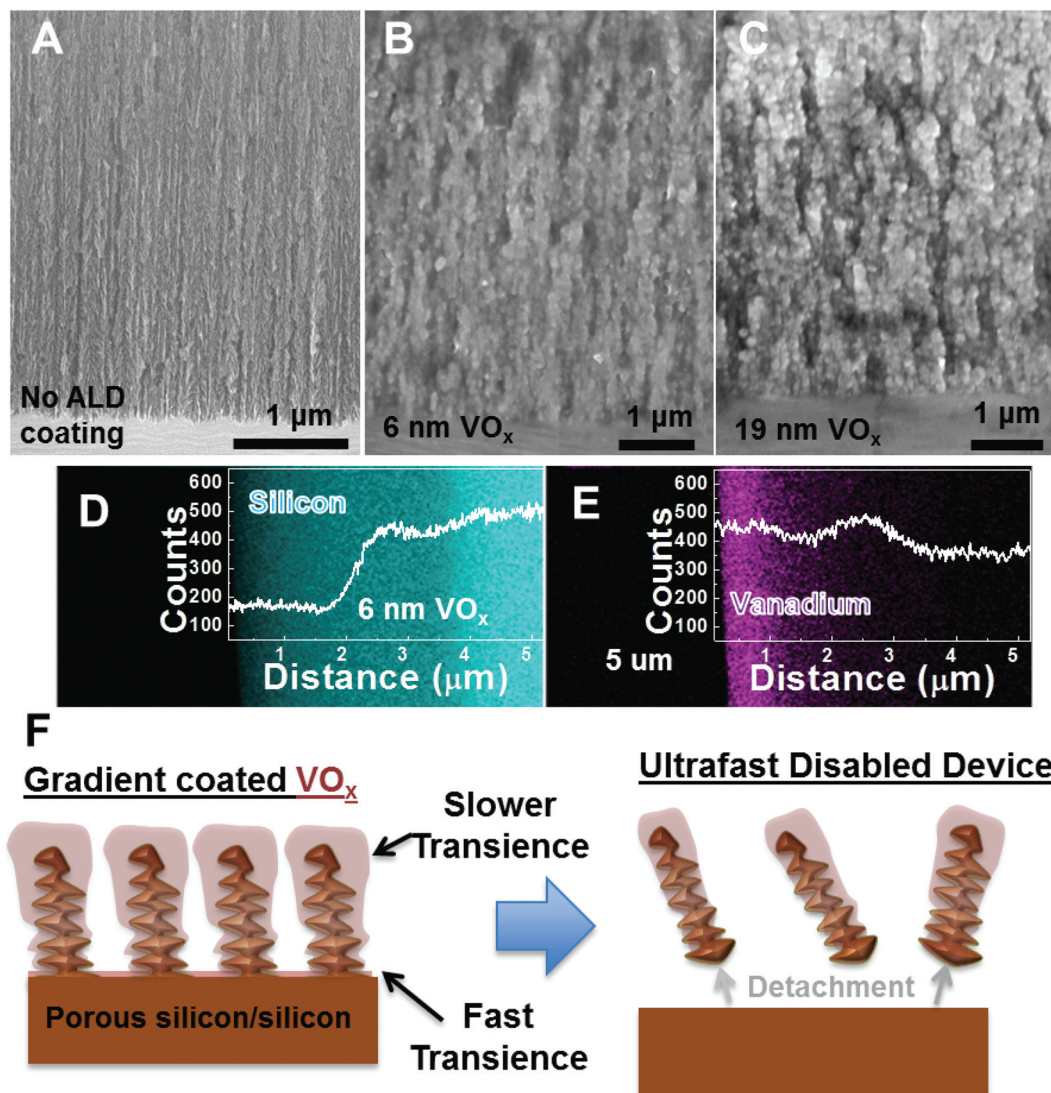 A
B
C
No ALD
coating
1 μm
6 nm VOx
1 μm
19 nm VOx
1 μm
D
Silicon
Counts
600
500
400
300
200
100
6 nm VOx
1 2 3 4 5
Distance (μm)
E
Counts
600
500
400
300
200
100
Vanadium
5 um
1 2 3 4 5
Distance (μm)
F
Gradient coated VOx
Slower
Transience
Ultrafast Disabled Device
Porous silicon/silicon
Fast
Transience
Detachment